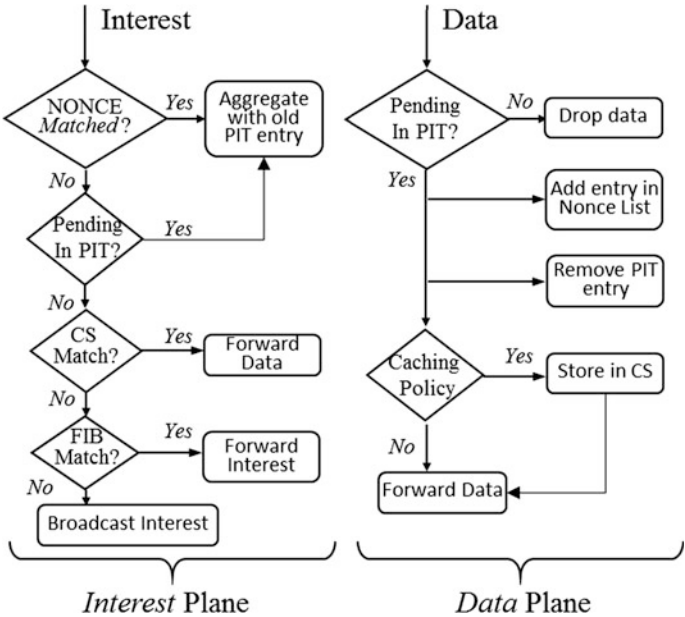 Interest
NONCE
Matched?
Yes
Aggregate
with old
PIT entry
No
Pending
In PIT?
Yes
No
CS
Match?
Yes
Forward
Data
No
FIB
Match?
Yes
Forward
Interest
No
Broadcast Interest
Interest Plane
Data
Pending
In PIT?
No
Drop data
Yes
Add entry in
Nonce List
Remove PIT
entry
Caching
Policy
Yes
Store in CS
No
Forward Data
Data Plane